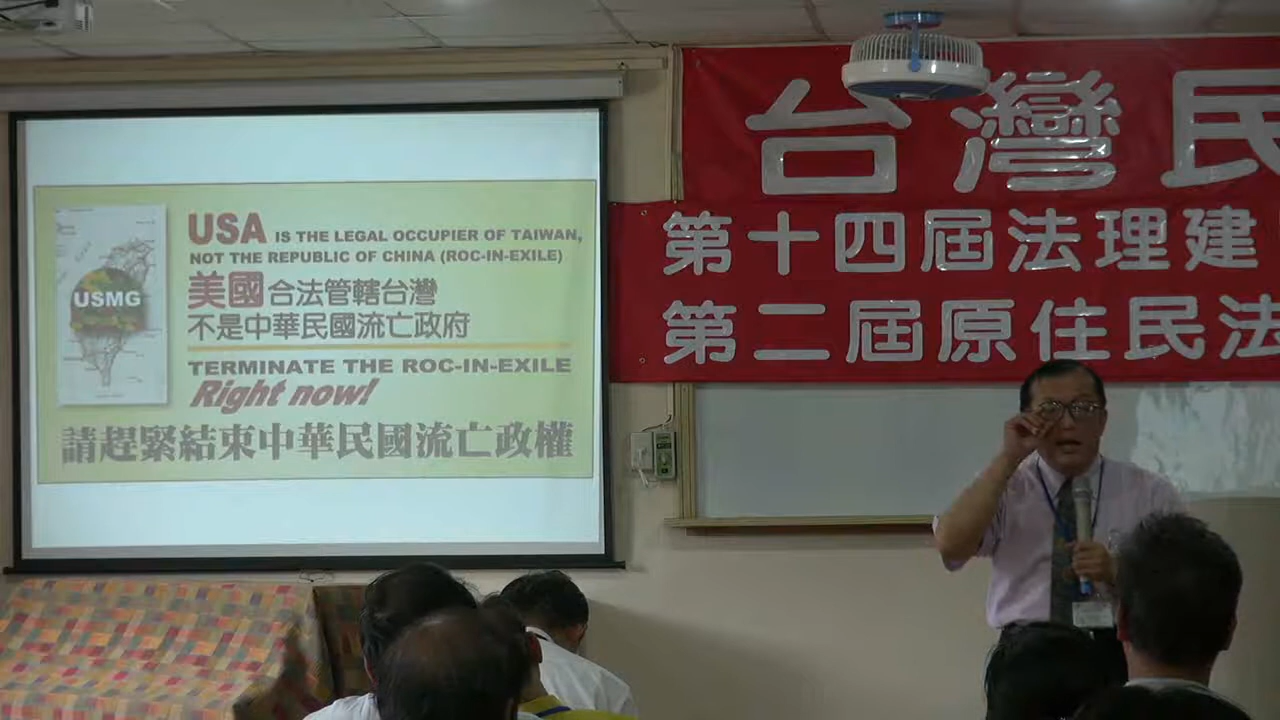 USMG
USA IS THE LEGAL OCCUPIER OF TAIWAN,
NOT THE REPUBLIC OF CHINA (ROC-IN-EXILE)
美國合法管轄台灣
不是中華民國流亡政府
TERMINATE THE ROC-IN-EXILE
Right now!
請趕緊結束中華民國流亡政權
台灣民
第十四屆法理建
第二屆原住民法